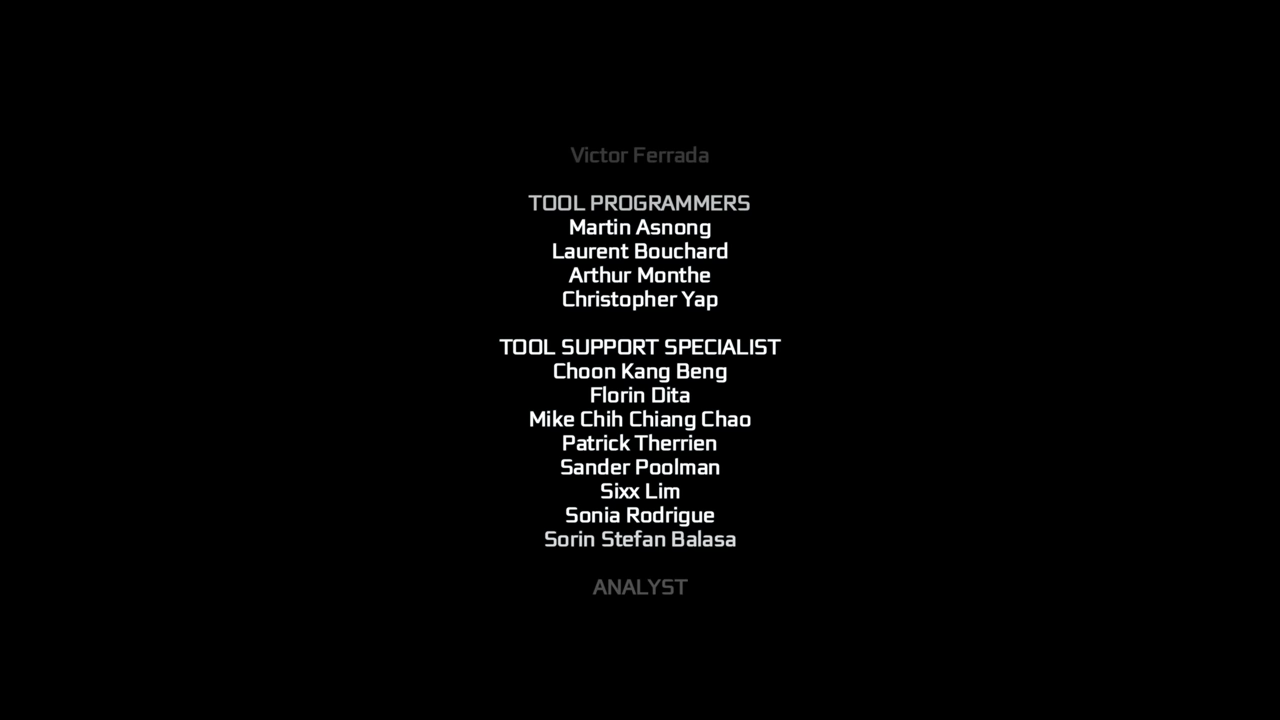 Victor Ferrada
TOOL PROGRAMMERS
Martin Asnong
Laurent Bouchard
Arthur Monthe
Christopher Yap
TOOL SUPPORT SPECIALIST
Choon Kang Beng
Florin Dita
Mike Chih Chiang Chao
Patrick Therrien
Sander Poolman
Sixx Lim
Sonia Rodrigue
Sorin Stefan Balasa
ANALYST